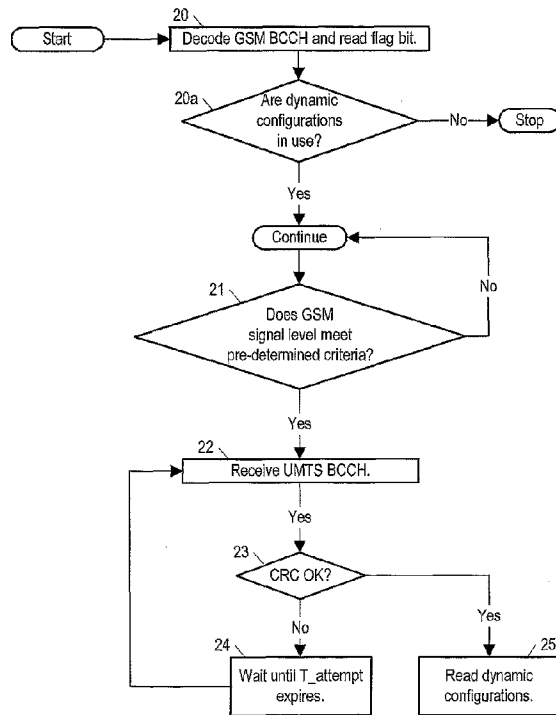 20
Start
Decode GSM BCCH and read flag bit.
20a
Are dynamic
configurations
in use?
No
Stop
Yes
Continue
21
No
Does GSM
signal level meet
pre-determined criteria?
Yes
22
Receive UMTS BCCH.
Yes
23
CRC OK?
Yes
No
24
25
Wait until T_attempt
expires.
Read dynamic
configurations.